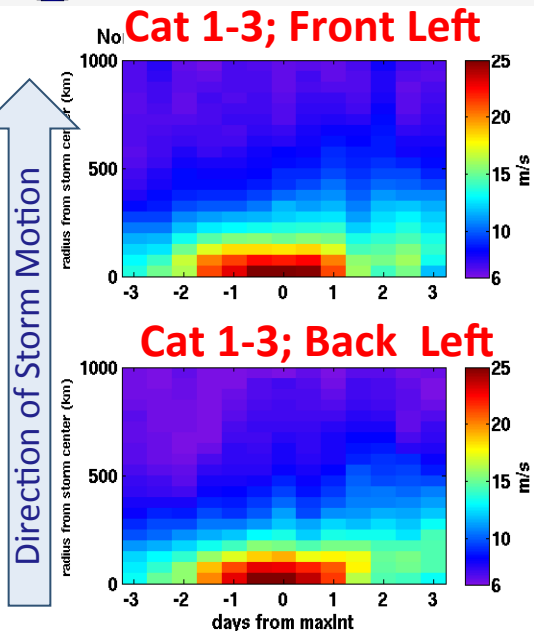 No
Cat 1-3; Front Left
1000
500
0
radius from storm center (km)
-3 -2 -1 0 1 2 3
25
20
15
10
6
m/s
Direction of Storm Motion
Cat 1-3; Back Left
1000
500
0
radius from storm center (km)
-3 -2 -1 0 1 2 3
days from maxInt
25
20
15
10
6
m/s